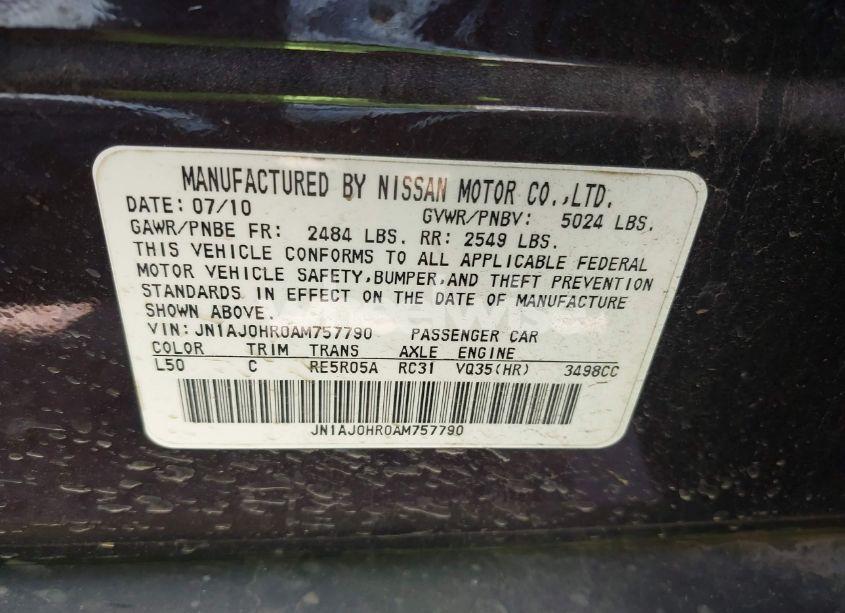 MANUFACTURED BY NISSAN MOTOR CO.,LTD.
DATE: 07/10 GVWR/PNBV: 5024 LBS.
GAWR/PNBE FR: 2484 LBS. RR: 2549 LBS.
THIS VEHICLE CONFORMS TO ALL APPLICABLE FEDERAL
MOTOR VEHICLE SAFETY,BUMPER,AND THEFT PREVENTION
STANDARDS IN EFFECT ON THE DATE OF MANUFACTURE
SHOWN ABOVE.
VIN: JN1AJ0HR0AM757790 PASSENGER CAR
COLOR TRIM TRANS AXLE ENGINE
L50 C RE5R05A RC31 VQ35(HR) 3498CC
JN1AJ0HR0AM757790